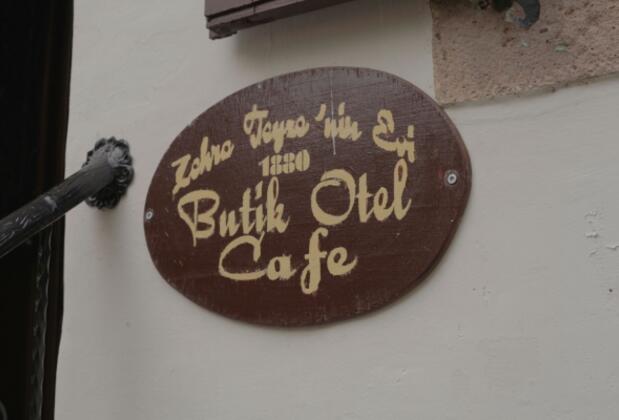 Zehra Teyze'nin Evi
1880
Butik Otel
Cafe